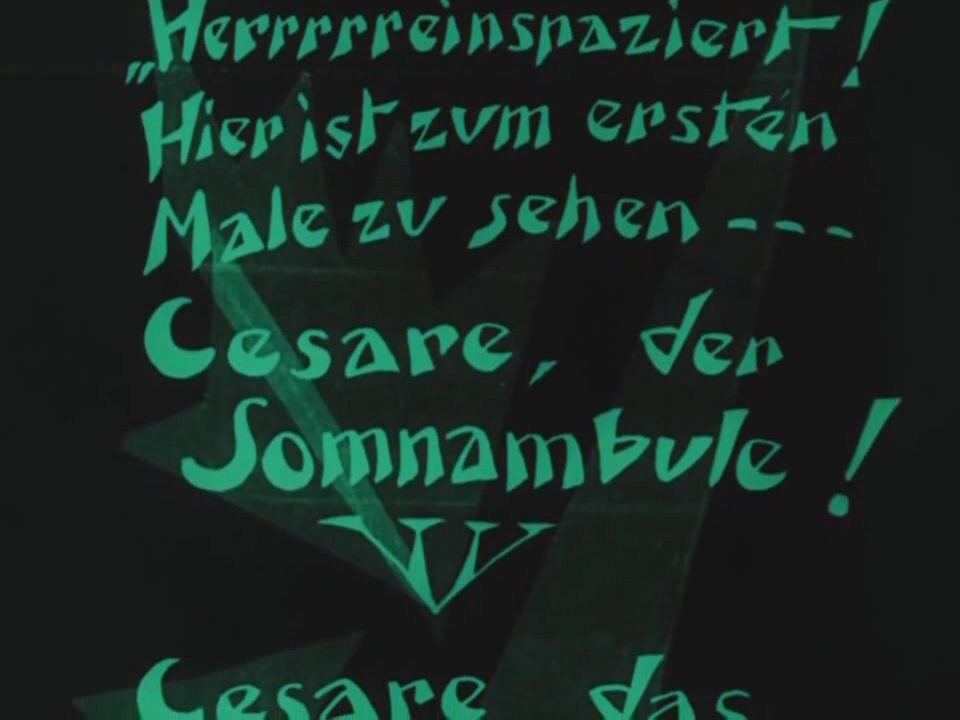 „Herrrrreinspaziert!
Hier ist zum ersten
Male zu sehen ---
Cesare, der
Somnambule!
Cesare das